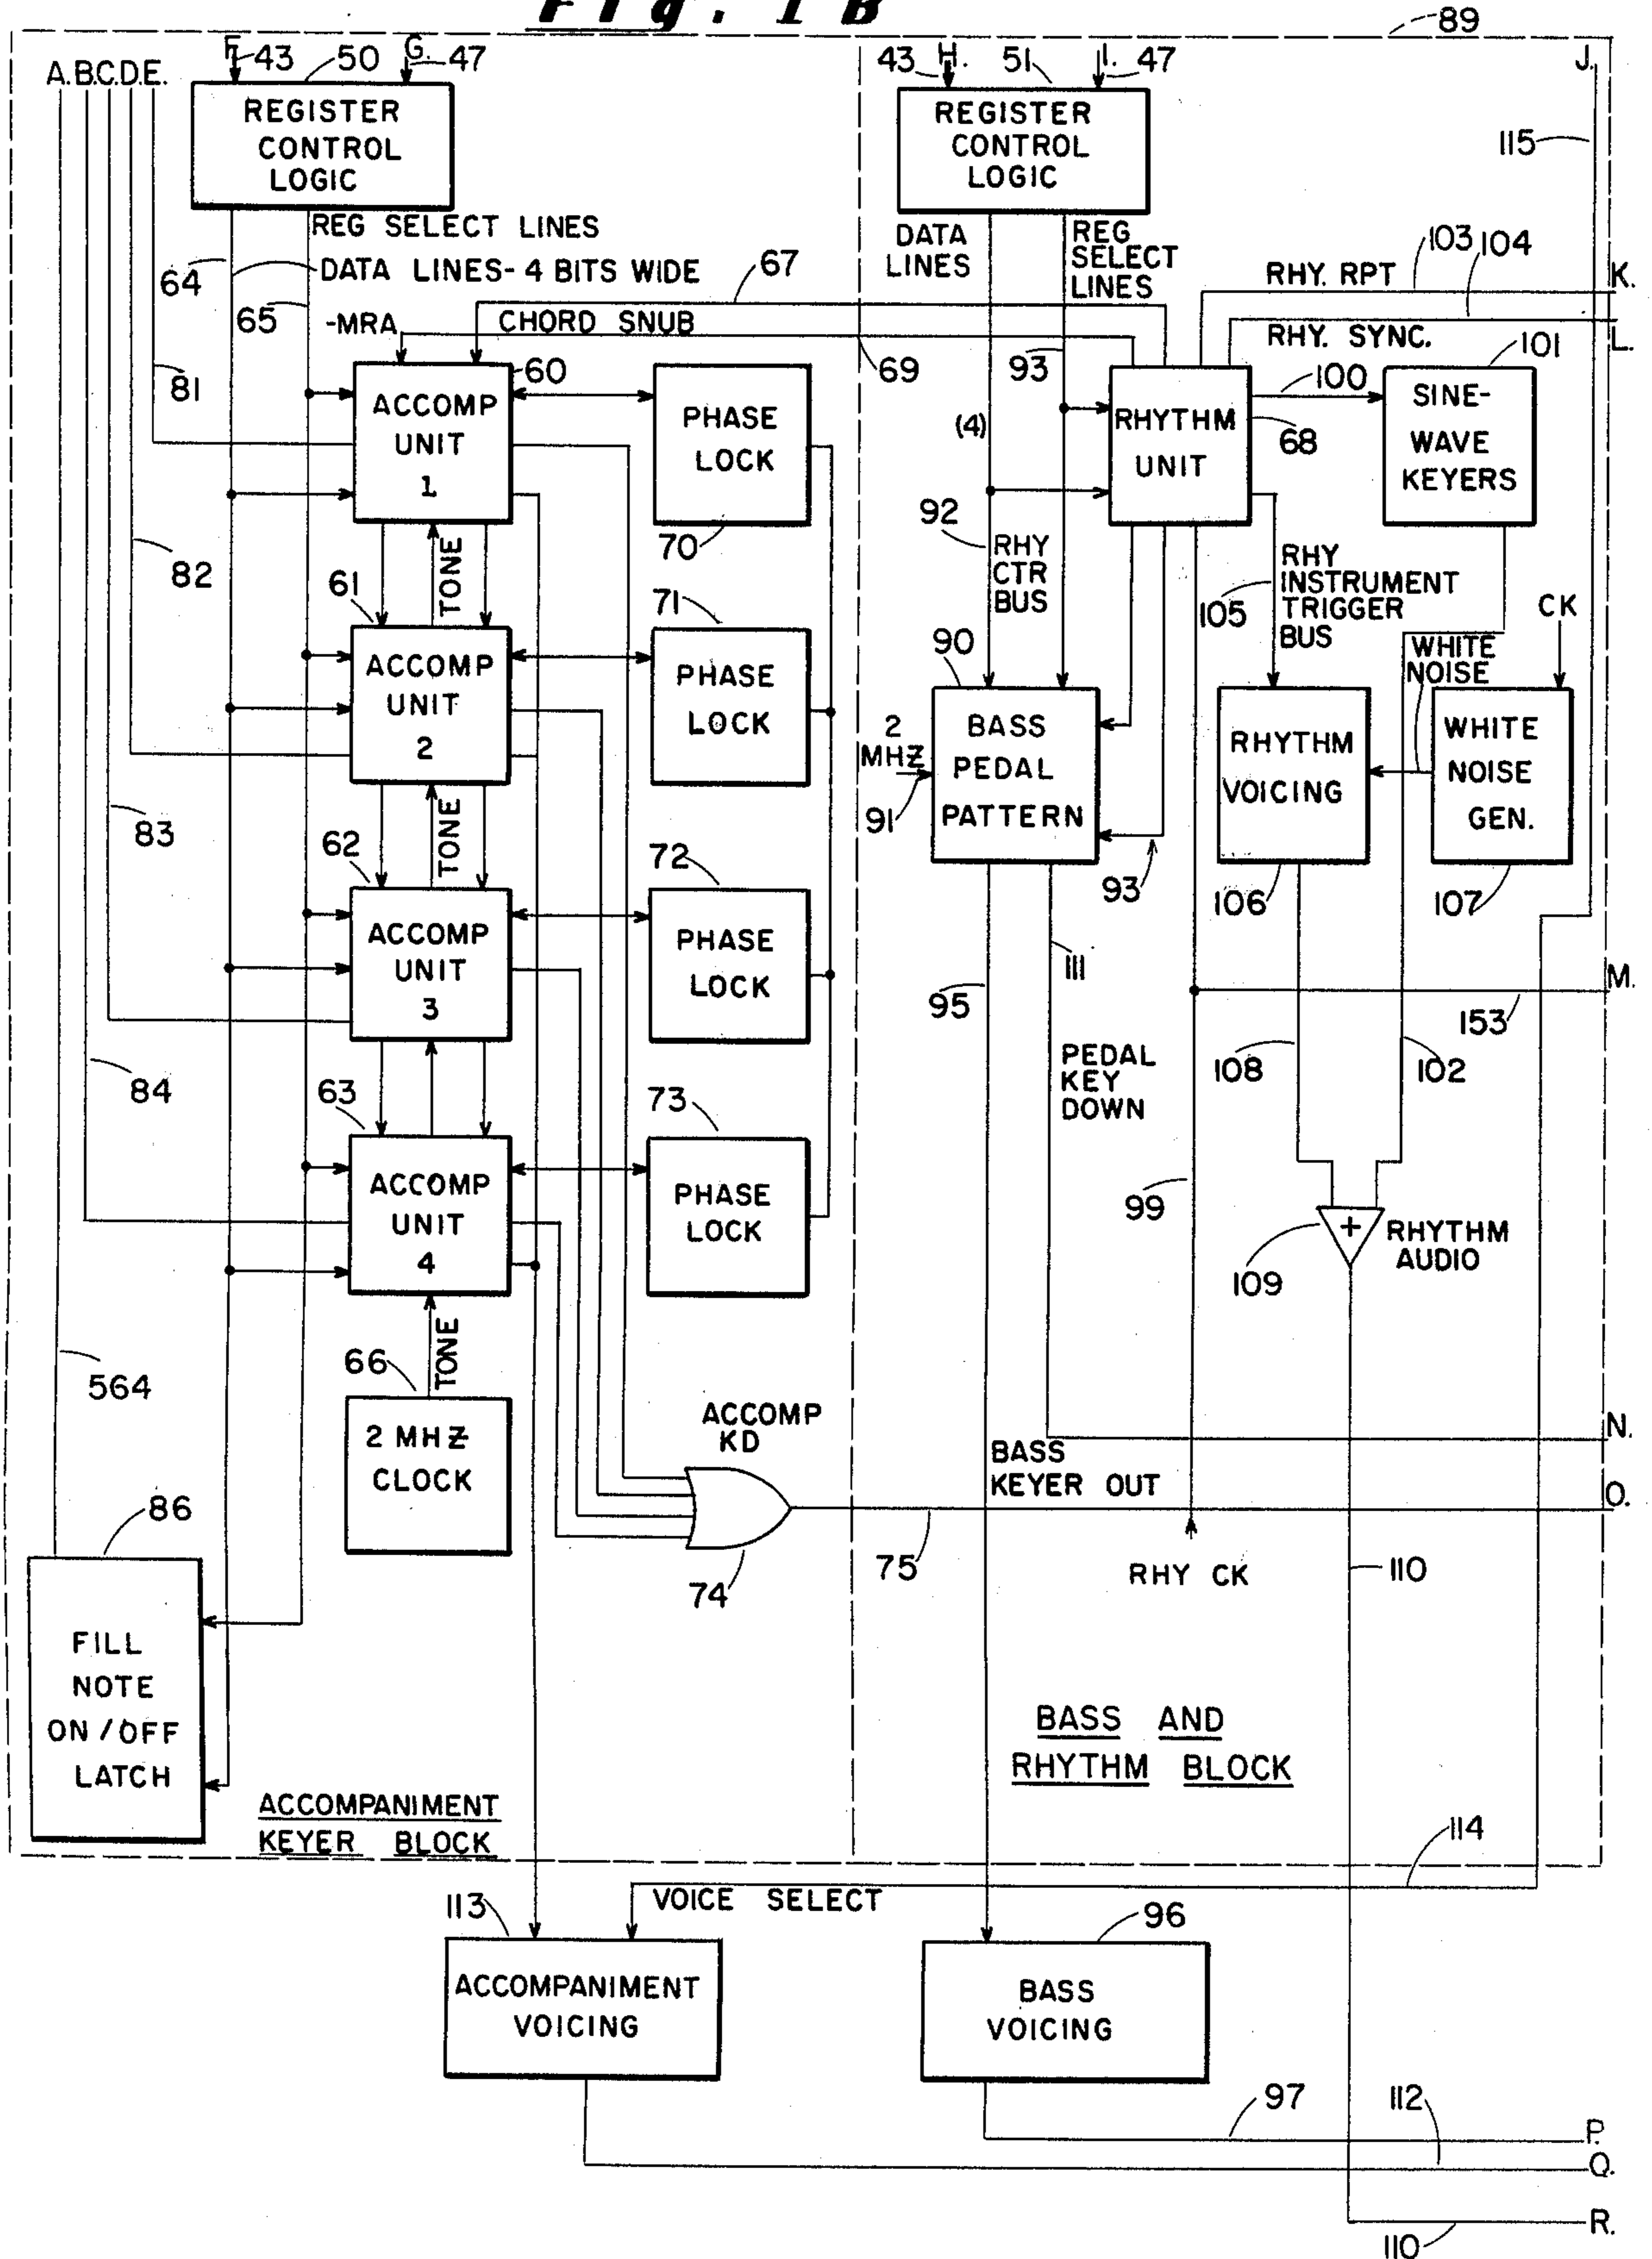 Fig. 1B
89
A.B.C.D.E.
F
43
50
G.
47
43
H.
51
I.
47
J.
REGISTER
CONTROL
LOGIC
REGISTER
CONTROL
LOGIC
115
REG SELECT LINES
DATA
LINES
REG
SELECT
LINES
103
104
64
DATA LINES-4 BITS WIDE
67
RHY. RPT
K.
65
-MRA
CHORD SNUB
RHY. SYNC.
L.
101
60
69
93
100
81
ACCOMP
UNIT
1
PHASE
LOCK
(4)
RHYTHM
UNIT
68
SINE-
WAVE
KEYERS
70
92
82
TONE
RHY
CTR
BUS
RHY
INSTRUMENT
TRIGGER
BUS
105
CK
61
71
90
WHITE
NOISE
ACCOMP
UNIT
2
PHASE
LOCK
2
MHZ
91
BASS
PEDAL
PATTERN
RHYTHM
VOICING
WHITE
NOISE
GEN.
83
TONE
62
72
93
106
107
ACCOMP
UNIT
3
PHASE
LOCK
111
95
M.
153
84
PEDAL
KEY
DOWN
108
102
63
73
ACCOMP
UNIT
4
PHASE
LOCK
99
+
RHYTHM
AUDIO
109
TONE
66
564
2 MHZ
CLOCK
ACCOMP
KD
N.
BASS
KEYER OUT
O.
86
74
75
RHY CK
110
FILL
NOTE
ON/OFF
LATCH
BASS AND
RHYTHM BLOCK
ACCOMPANIMENT
KEYER BLOCK
114
113
VOICE SELECT
96
ACCOMPANIMENT
VOICING
BASS
VOICING
97
112
P.
Q.
R.
110